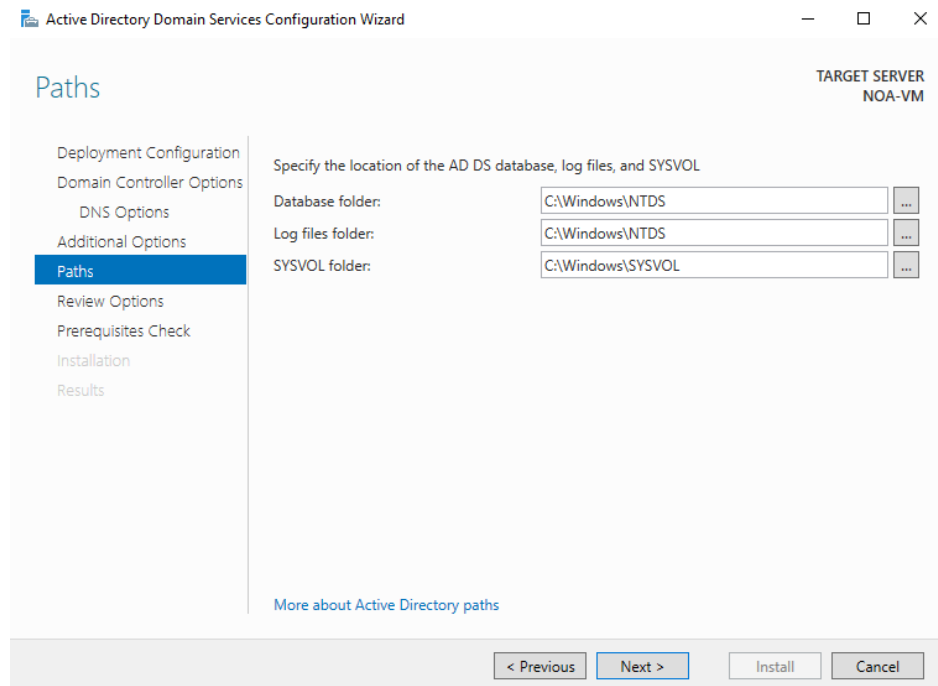 Active Directory Domain Services Configuration Wizard
Paths
TARGET SERVER
NOA-VM
Deployment Configuration
Domain Controller Options
DNS Options
Additional Options
Paths
Review Options
Prerequisites Check
Installation
Results
Specify the location of the AD DS database, log files, and SYSVOL
Database folder: C:\Windows\NTDS ...
Log files folder: C:\Windows\NTDS ...
SYSVOL folder: C:\Windows\SYSVOL ...
More about Active Directory paths
< Previous Next > Install Cancel